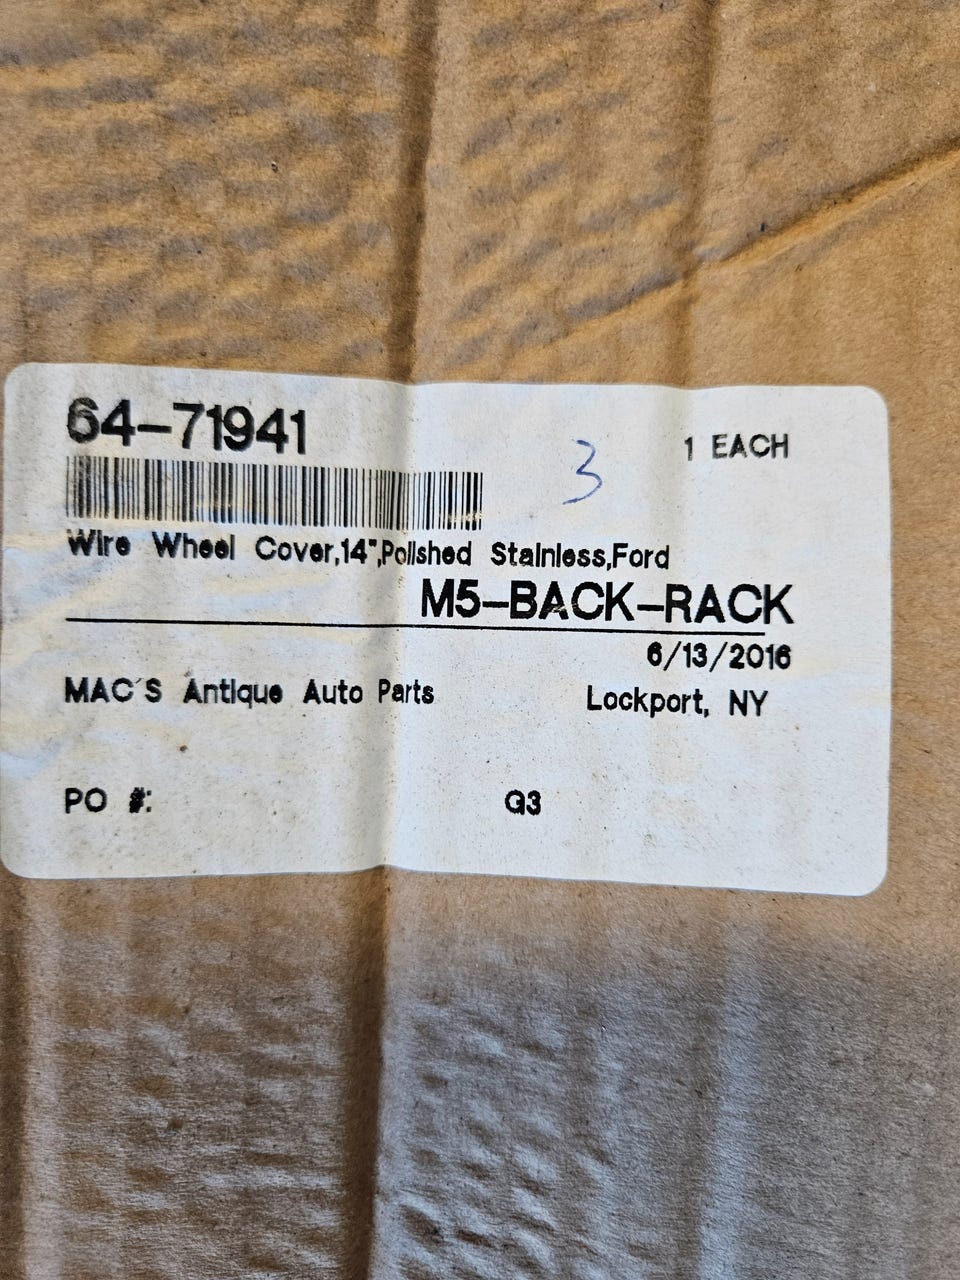 64-71941
3
1 EACH
Wire Wheel Cover,14",Polished Stainless,Ford
M5-BACK-RACK
6/13/2016
MAC'S Antique Auto Parts
Lockport, NY
PO #:
G3